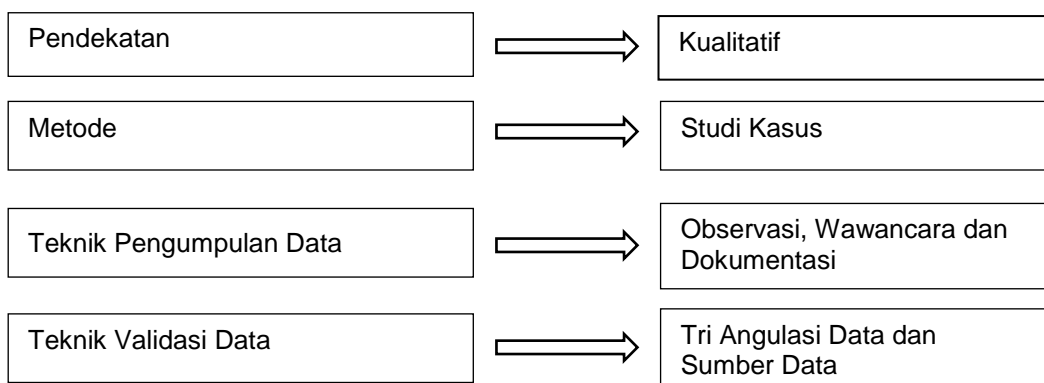 Pendekatan
Kualitatif
Metode
Studi Kasus
Teknik Pengumpulan Data
Observasi, Wawancara dan
Dokumentasi
Teknik Validasi Data
Tri Angulasi Data dan
Sumber Data